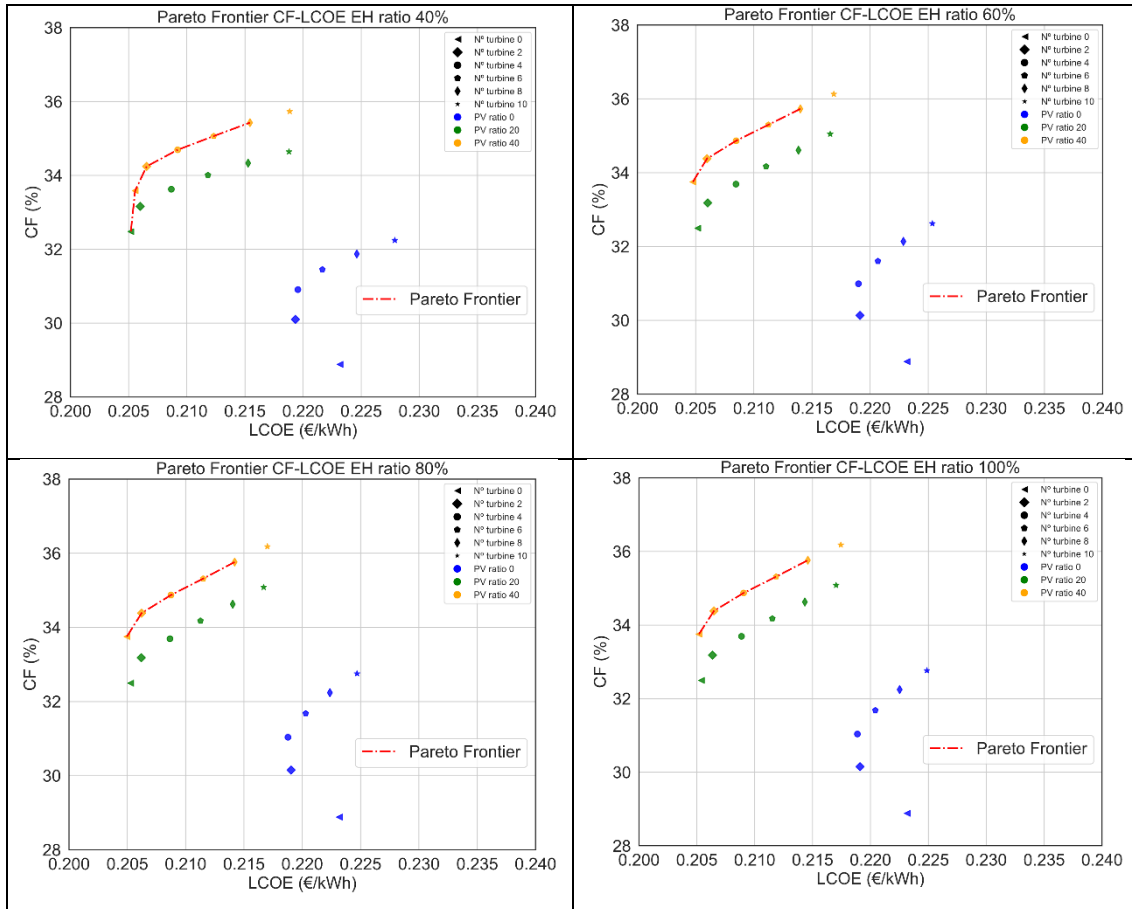 Pareto Frontier CF-LCOE EH ratio 40%
38
36
34
32
30
28
CF (%)
Nº turbine 0
Nº turbine 2
Nº turbine 4
Nº turbine 6
Nº turbine 8
Nº turbine 10
PV ratio 0
PV ratio 20
PV ratio 40
Pareto Frontier
0.200 0.205 0.210 0.215 0.220 0.225 0.230 0.235 0.240
LCOE (€/kWh)
Pareto Frontier CF-LCOE EH ratio 60%
38
36
34
32
30
28
CF (%)
Nº turbine 0
Nº turbine 2
Nº turbine 4
Nº turbine 6
Nº turbine 8
Nº turbine 10
PV ratio 0
PV ratio 20
PV ratio 40
Pareto Frontier
0.200 0.205 0.210 0.215 0.220 0.225 0.230 0.235 0.240
LCOE (€/kWh)
Pareto Frontier CF-LCOE EH ratio 80%
38
36
34
32
30
28
CF (%)
Nº turbine 0
Nº turbine 2
Nº turbine 4
Nº turbine 6
Nº turbine 8
Nº turbine 10
PV ratio 0
PV ratio 20
PV ratio 40
Pareto Frontier
0.200 0.205 0.210 0.215 0.220 0.225 0.230 0.235 0.240
LCOE (€/kWh)
Pareto Frontier CF-LCOE EH ratio 100%
38
36
34
32
30
28
CF (%)
Nº turbine 0
Nº turbine 2
Nº turbine 4
Nº turbine 6
Nº turbine 8
Nº turbine 10
PV ratio 0
PV ratio 20
PV ratio 40
Pareto Frontier
0.200 0.205 0.210 0.215 0.220 0.225 0.230 0.235 0.240
LCOE (€/kWh)